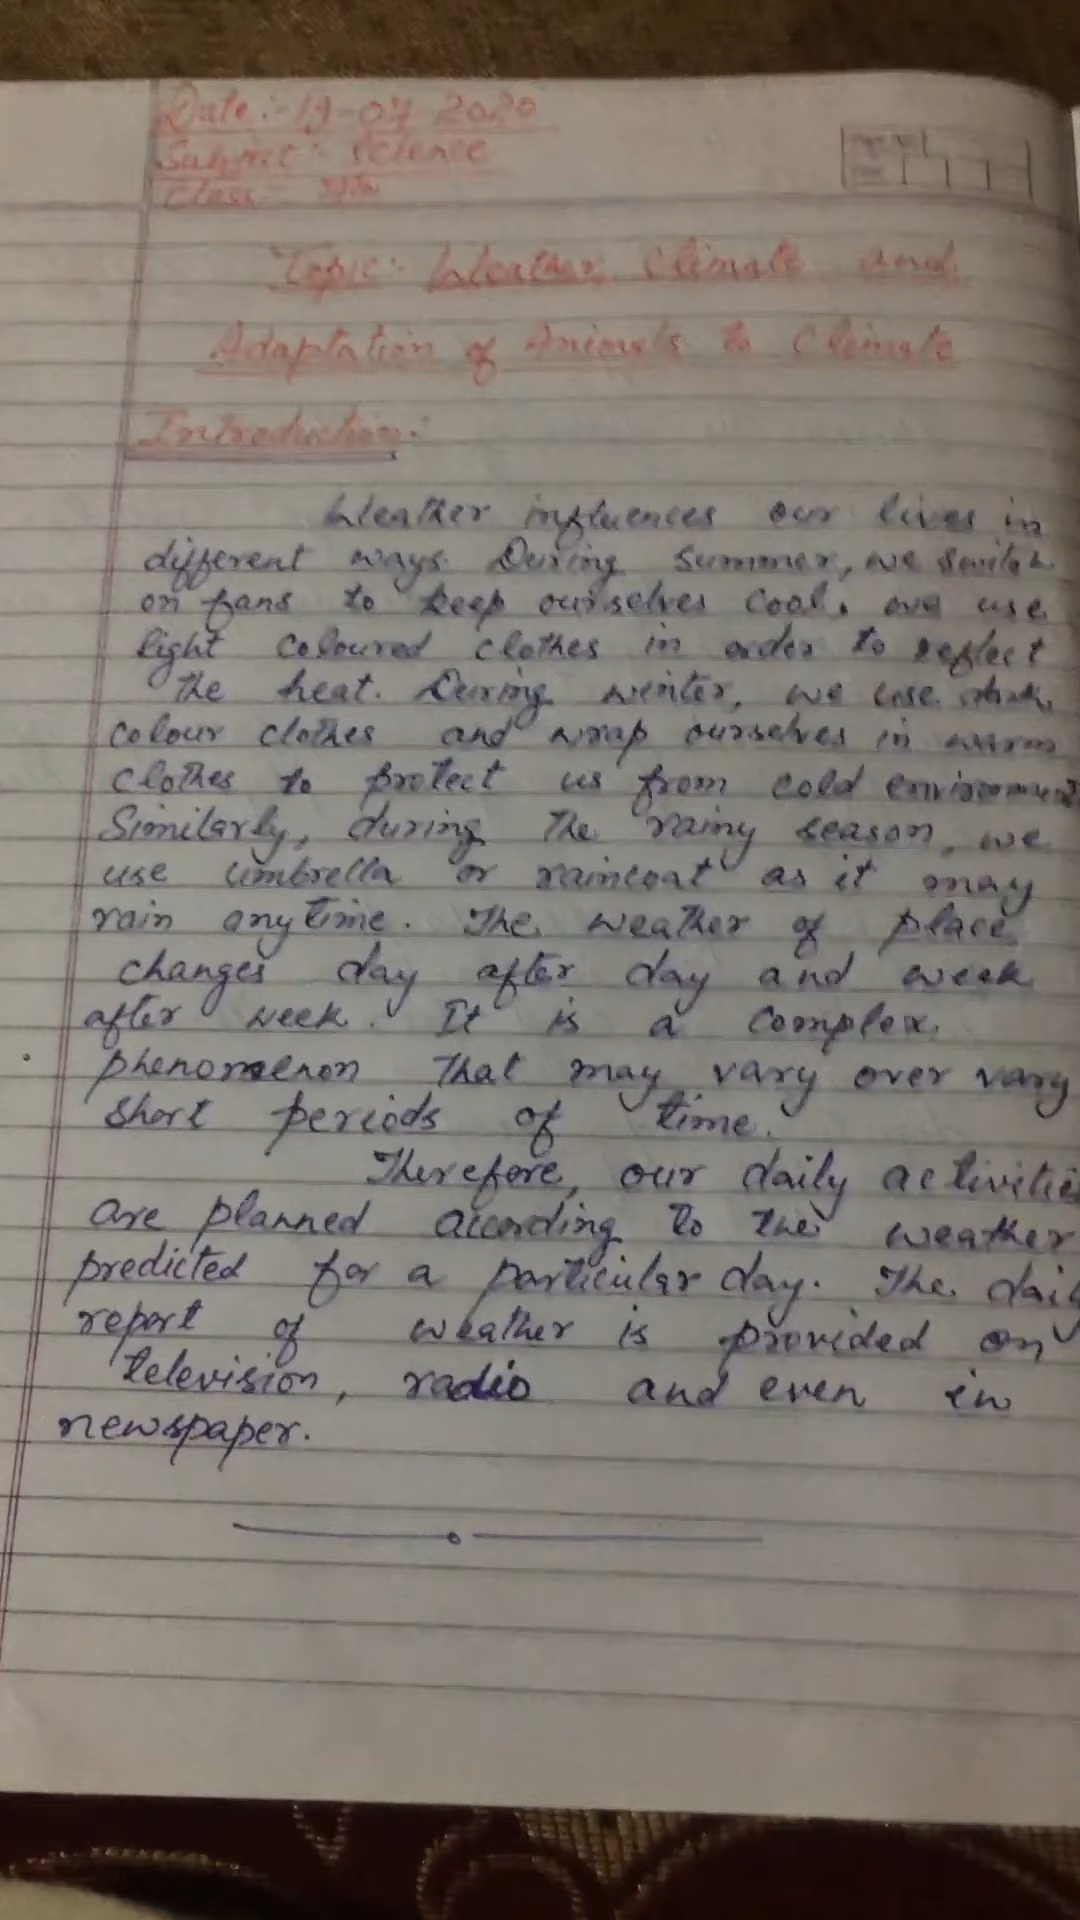 Date:- 19-07-2020
Subject:- Science
Class:- 7th
Topic:- Weather, Climate and
Adaptation of Animals to Climate
Introduction:-
Weather influences our lives in
different ways. During summer, we switch
on fans to keep ourselves cool. we use
light coloured clothes in order to reflect
the heat. During winter, we use dark
colour clothes and wrap ourselves in warm
clothes to protect us from cold environment
Similarly, during the rainy season, we
use umbrella or raincoat as it may
rain anytime. The weather of place
changes day after day and week
after week. It is a complex.
phenomenon that may vary over vary
short periods of time.
Therefore, our daily activities
are planned according to the weather
predicted for a particular day. The daily
report of weather is provided on
television, radio and even in
newspaper.